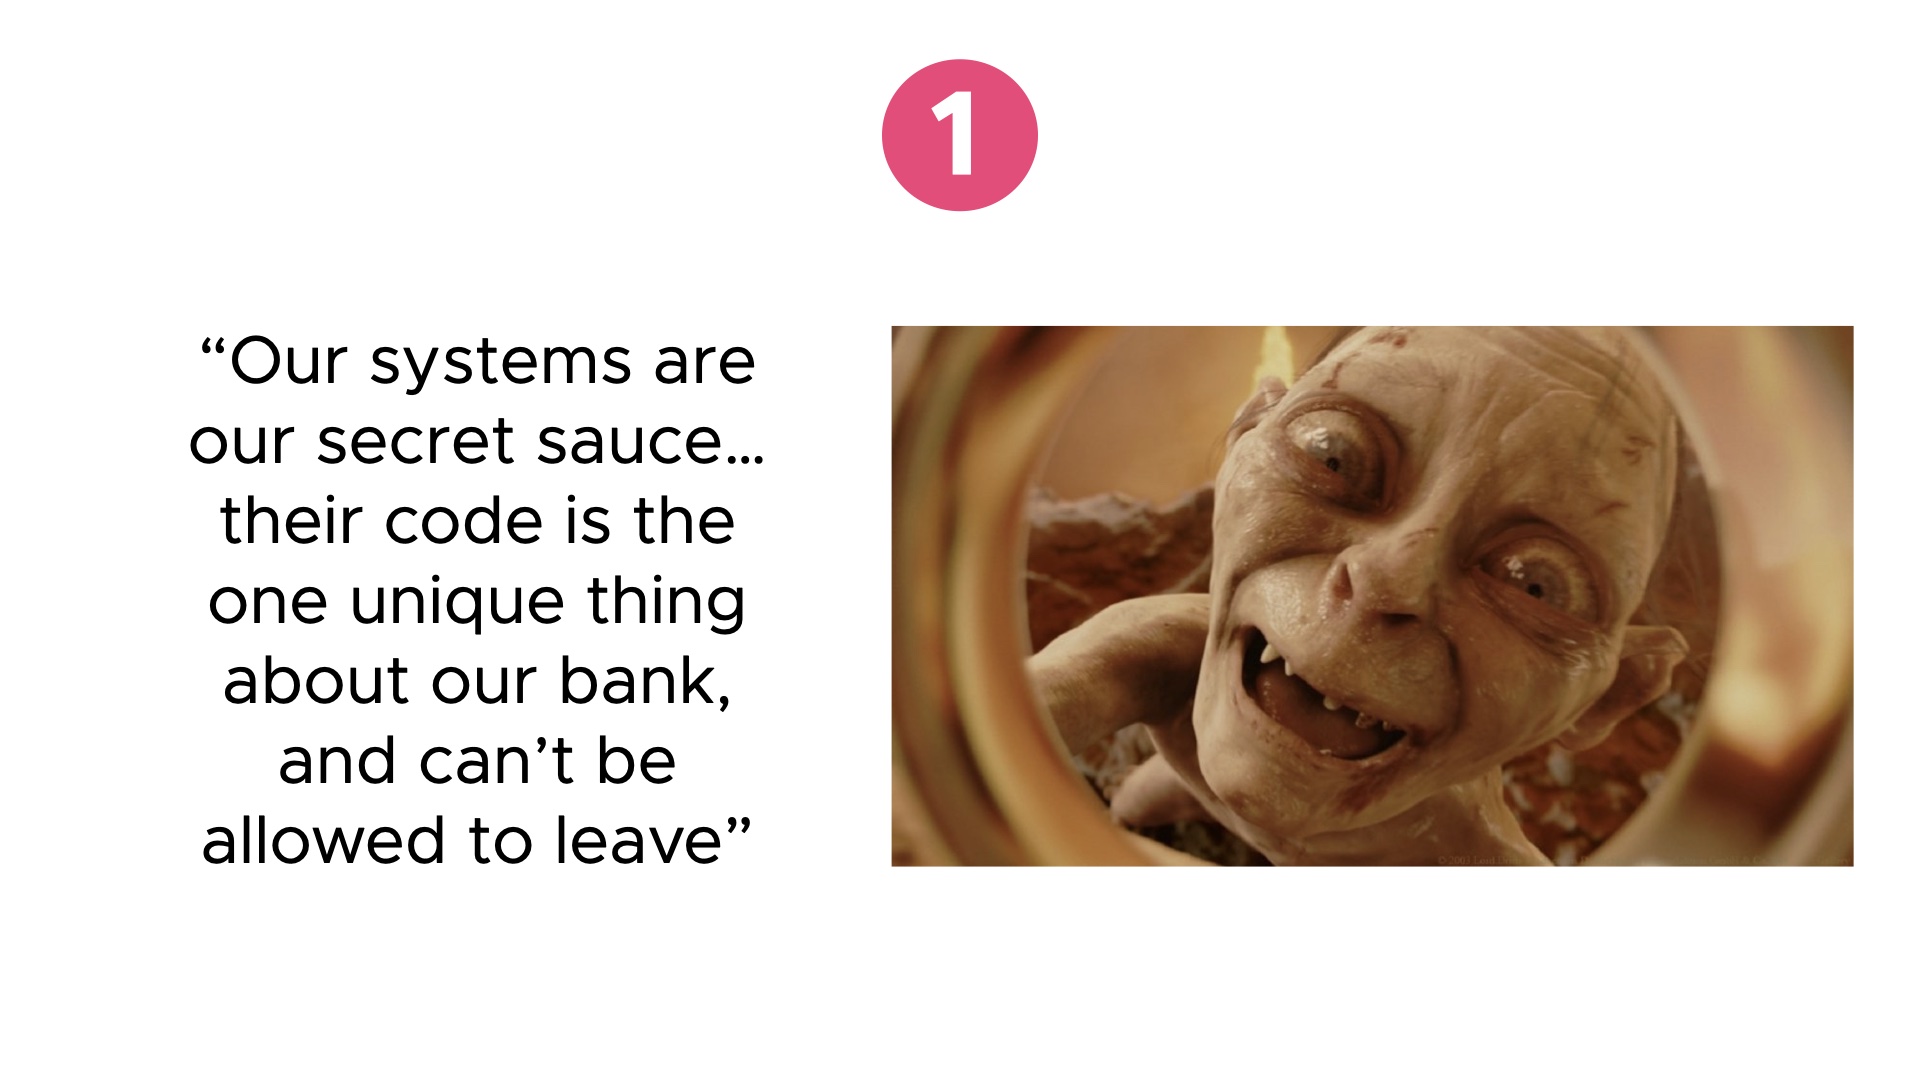 1
“Our systems are
our secret sauce...
their code is the
one unique thing
about our bank,
and can’t be
allowed to leave”